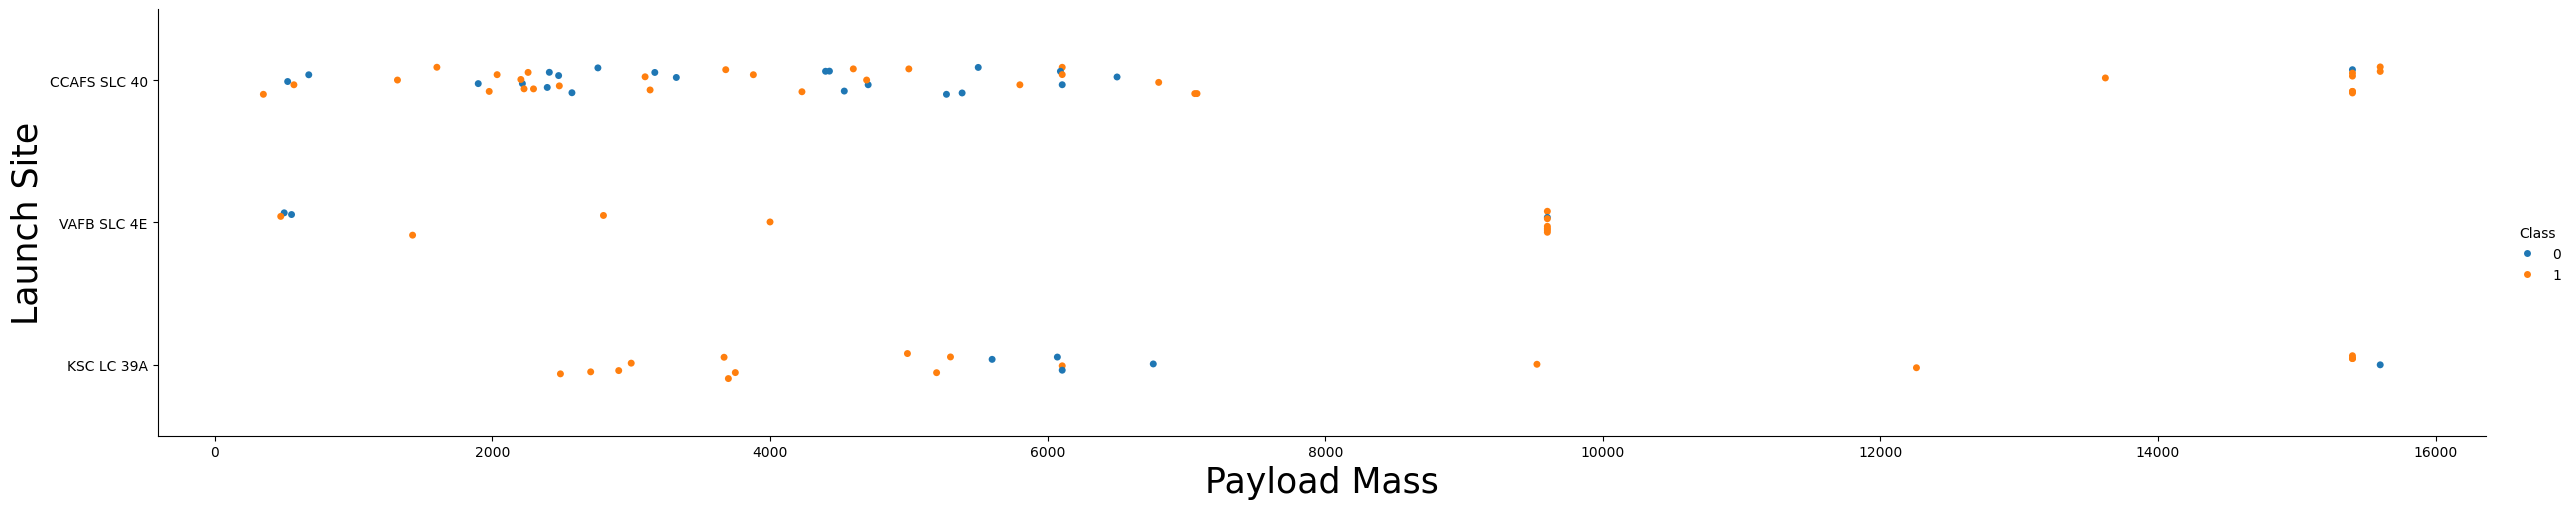 Launch Site
CCAFS SLC 40
VAFB SLC 4E
KSC LC 39A
0 2000 4000 6000 8000 10000 12000 14000 16000
Payload Mass
Class
0
1